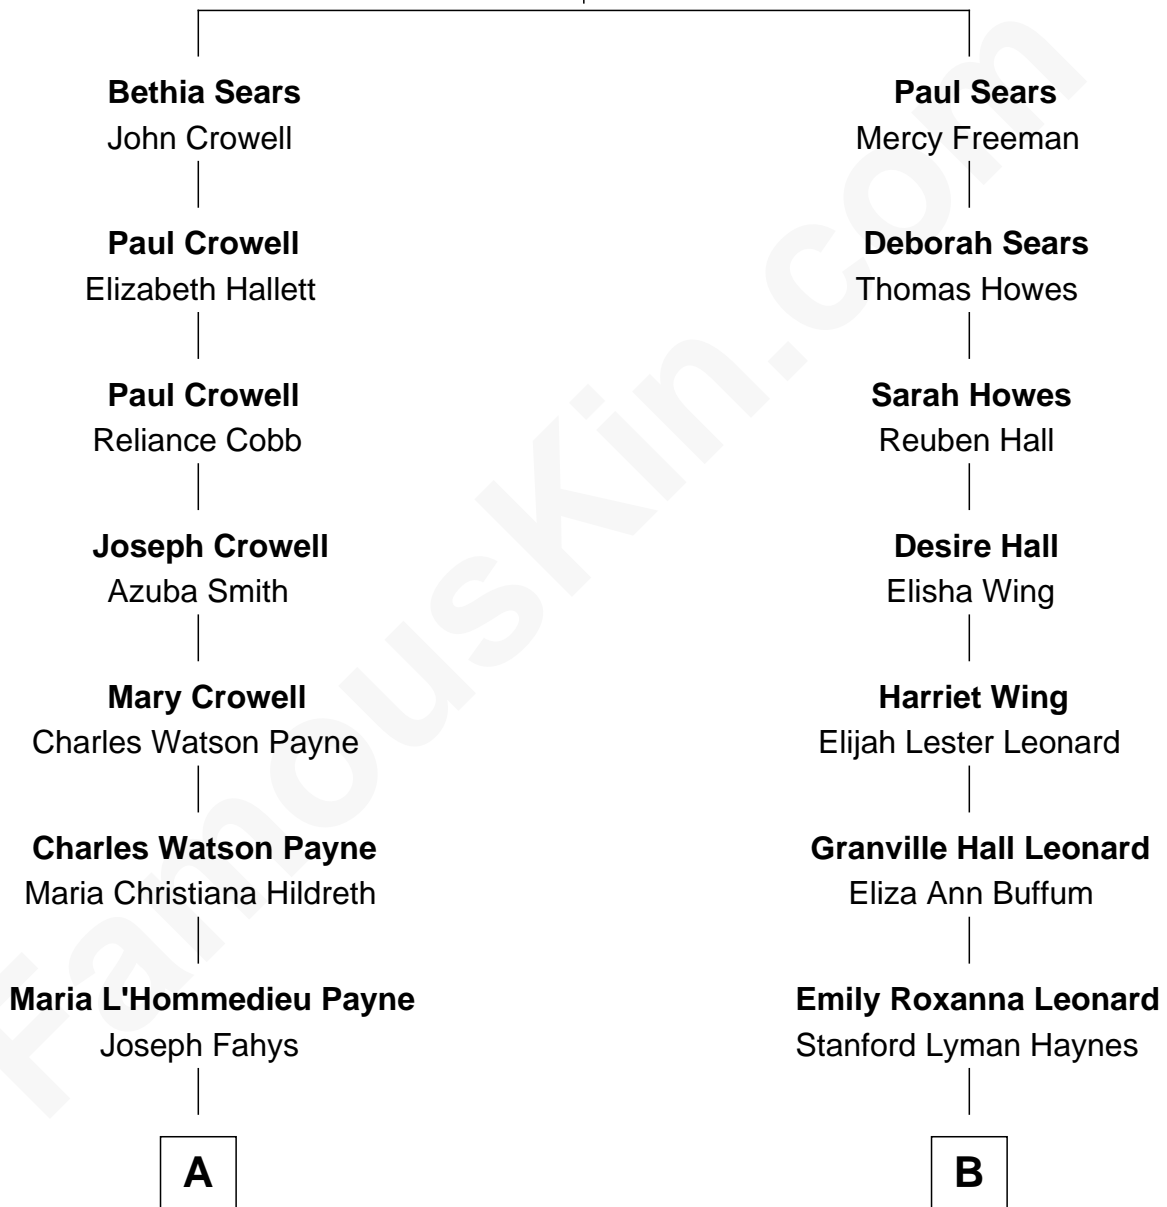 Bethia Sears
John Crowell
Paul Crowell
Elizabeth Hallett
Paul Crowell
Reliance Cobb
Joseph Crowell
Azuba Smith
Mary Crowell
Charles Watson Payne
Charles Watson Payne
Maria Christiana Hildreth
Maria L'Hommedieu Payne
Joseph Fahys
A
Paul Sears
Mercy Freeman
Deborah Sears
Thomas Howes
Sarah Howes
Reuben Hall
Desire Hall
Elisha Wing
Harriet Wing
Elijah Lester Leonard
Granville Hall Leonard
Eliza Ann Buffum
Emily Roxanna Leonard
Stanford Lyman Haynes
B
FamousKin.com